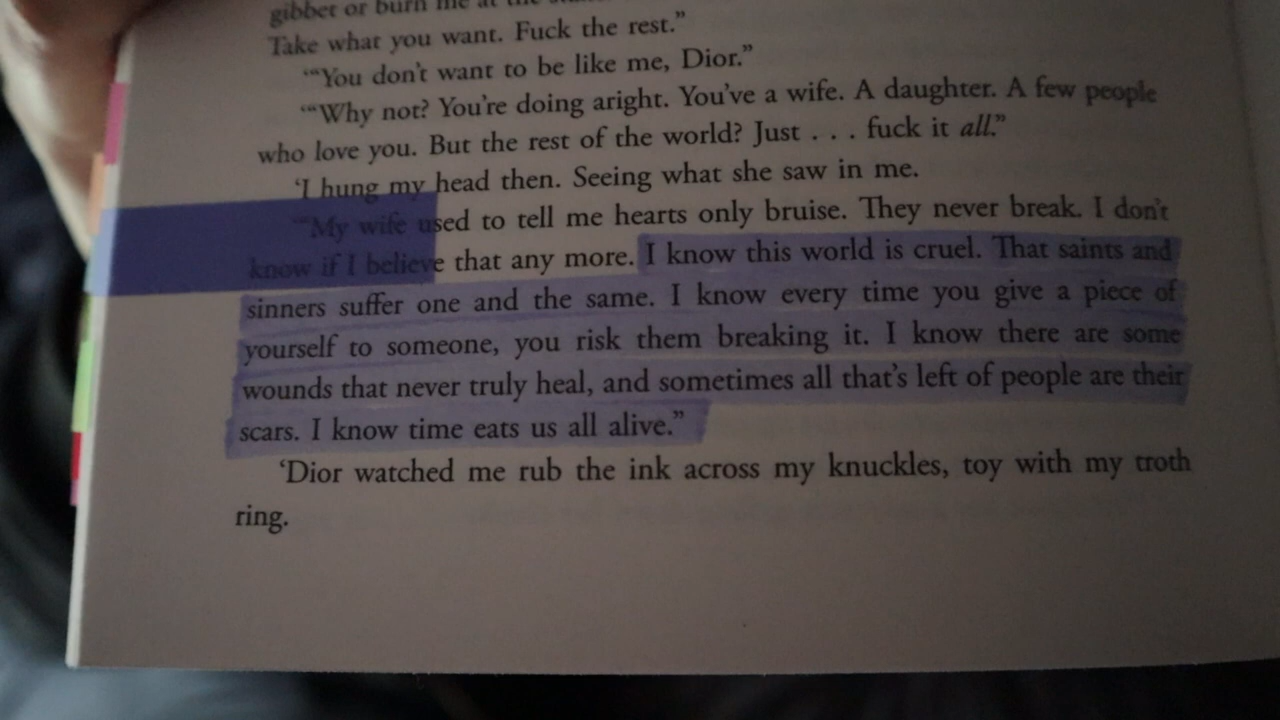 gibbet or burn me at the
Take what you want. Fuck the rest.”
‘“You don’t want to be like me, Dior.”
‘“Why not? You’re doing aright. You’ve a wife. A daughter. A few people
who love you. But the rest of the world? Just . . . fuck it all.”
‘I hung my head then. Seeing what she saw in me.
‘“My wife used to tell me hearts only bruise. They never break. I don’t
know if I believe that any more. I know this world is cruel. That saints and
sinners suffer one and the same. I know every time you give a piece of
yourself to someone, you risk them breaking it. I know there are some
wounds that never truly heal, and sometimes all that’s left of people are their
scars. I know time eats us all alive.”
‘Dior watched me rub the ink across my knuckles, toy with my troth
ring.